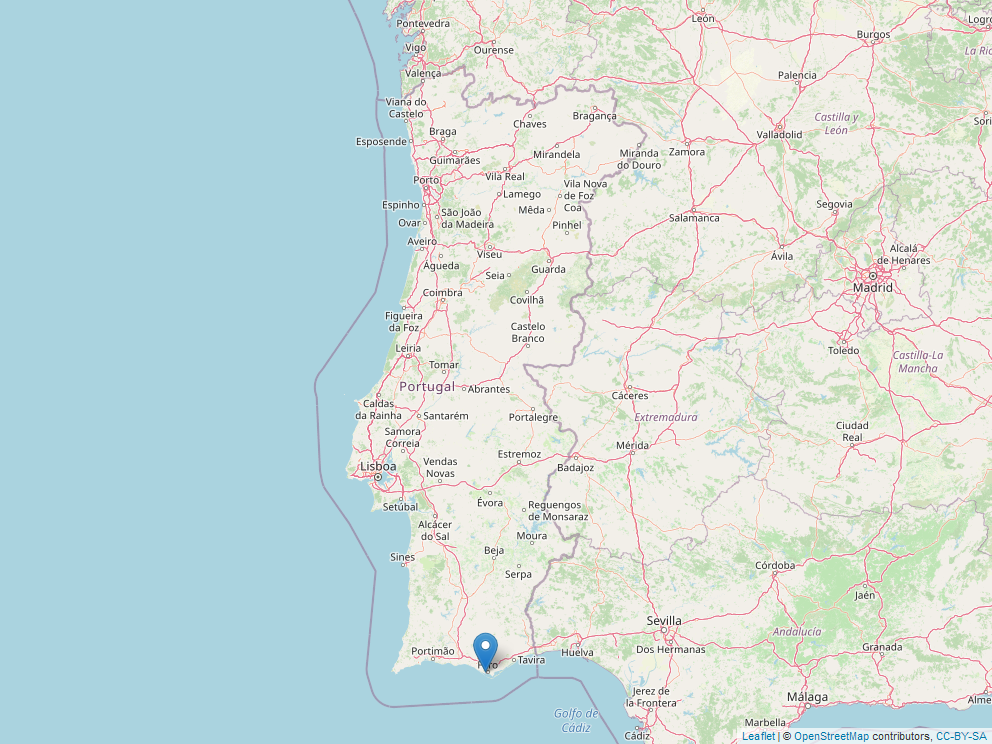 León
Logro
Pontevedra
Burgos
Vigo
Ourense
La Rio
Valença
Palencia
Viana do
Castelo
Bragança
Chaves
Castilla y
León
Sori
Braga
Valladolid
Esposende
Guimarães
Mirandela
Miranda
do Douro
Zamora
Porto
Vila Real
Vila Nova
de Foz
Coa
Lamego
Espinho
Segovia
São João
da Madeira
Mêda
Salamanca
Ovar
Pinhel
Aveiro
Viseu
Ávila
Alcalá
de Henares
Águeda
Seia
Guarda
Madrid
Coimbra
Covilhã
Figueira
da Foz
Castelo
Branco
Leiria
Toledo
Castilla-La
Mancha
Tomar
Portugal
Abrantes
Cáceres
Caldas
da Rainha
Santarém
Portalegre
Extremadura
Ciudad
Real
Samora
Correia
Mérida
Estremoz
Lisboa
Vendas
Novas
Badajoz
Setúbal
Évora
Reguengos
de Monsaraz
Alcácer
do Sal
Moura
Beja
Sines
Serpa
Córdoba
Jaén
Sevilla
Andalucía
Dos Hermanas
Granada
Portimão
Huelva
Tavira
Jerez de
la Frontera
Málaga
Alme
Golfo de
Cádiz
Marbella
Cádiz
Leaflet | © OpenStreetMap contributors, CC-BY-SA